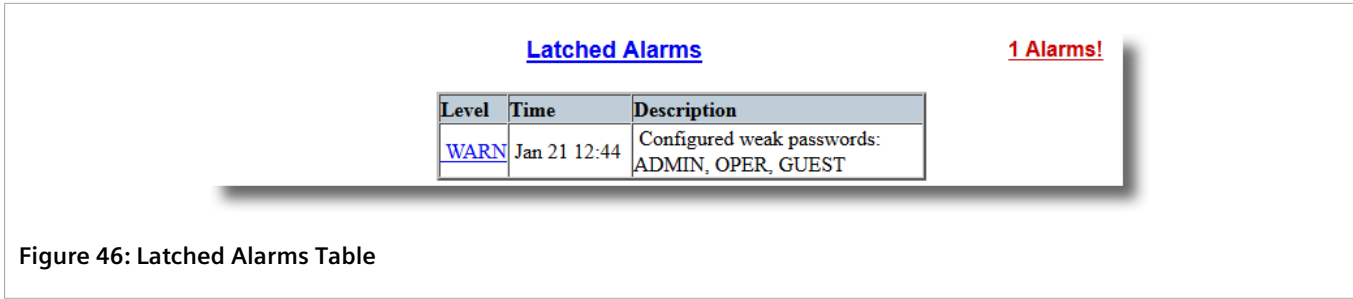 Latched Alarms
1 Alarms!
Level Time Description
WARN Jan 21 12:44 Configured weak passwords:
ADMIN, OPER, GUEST
Figure 46: Latched Alarms Table